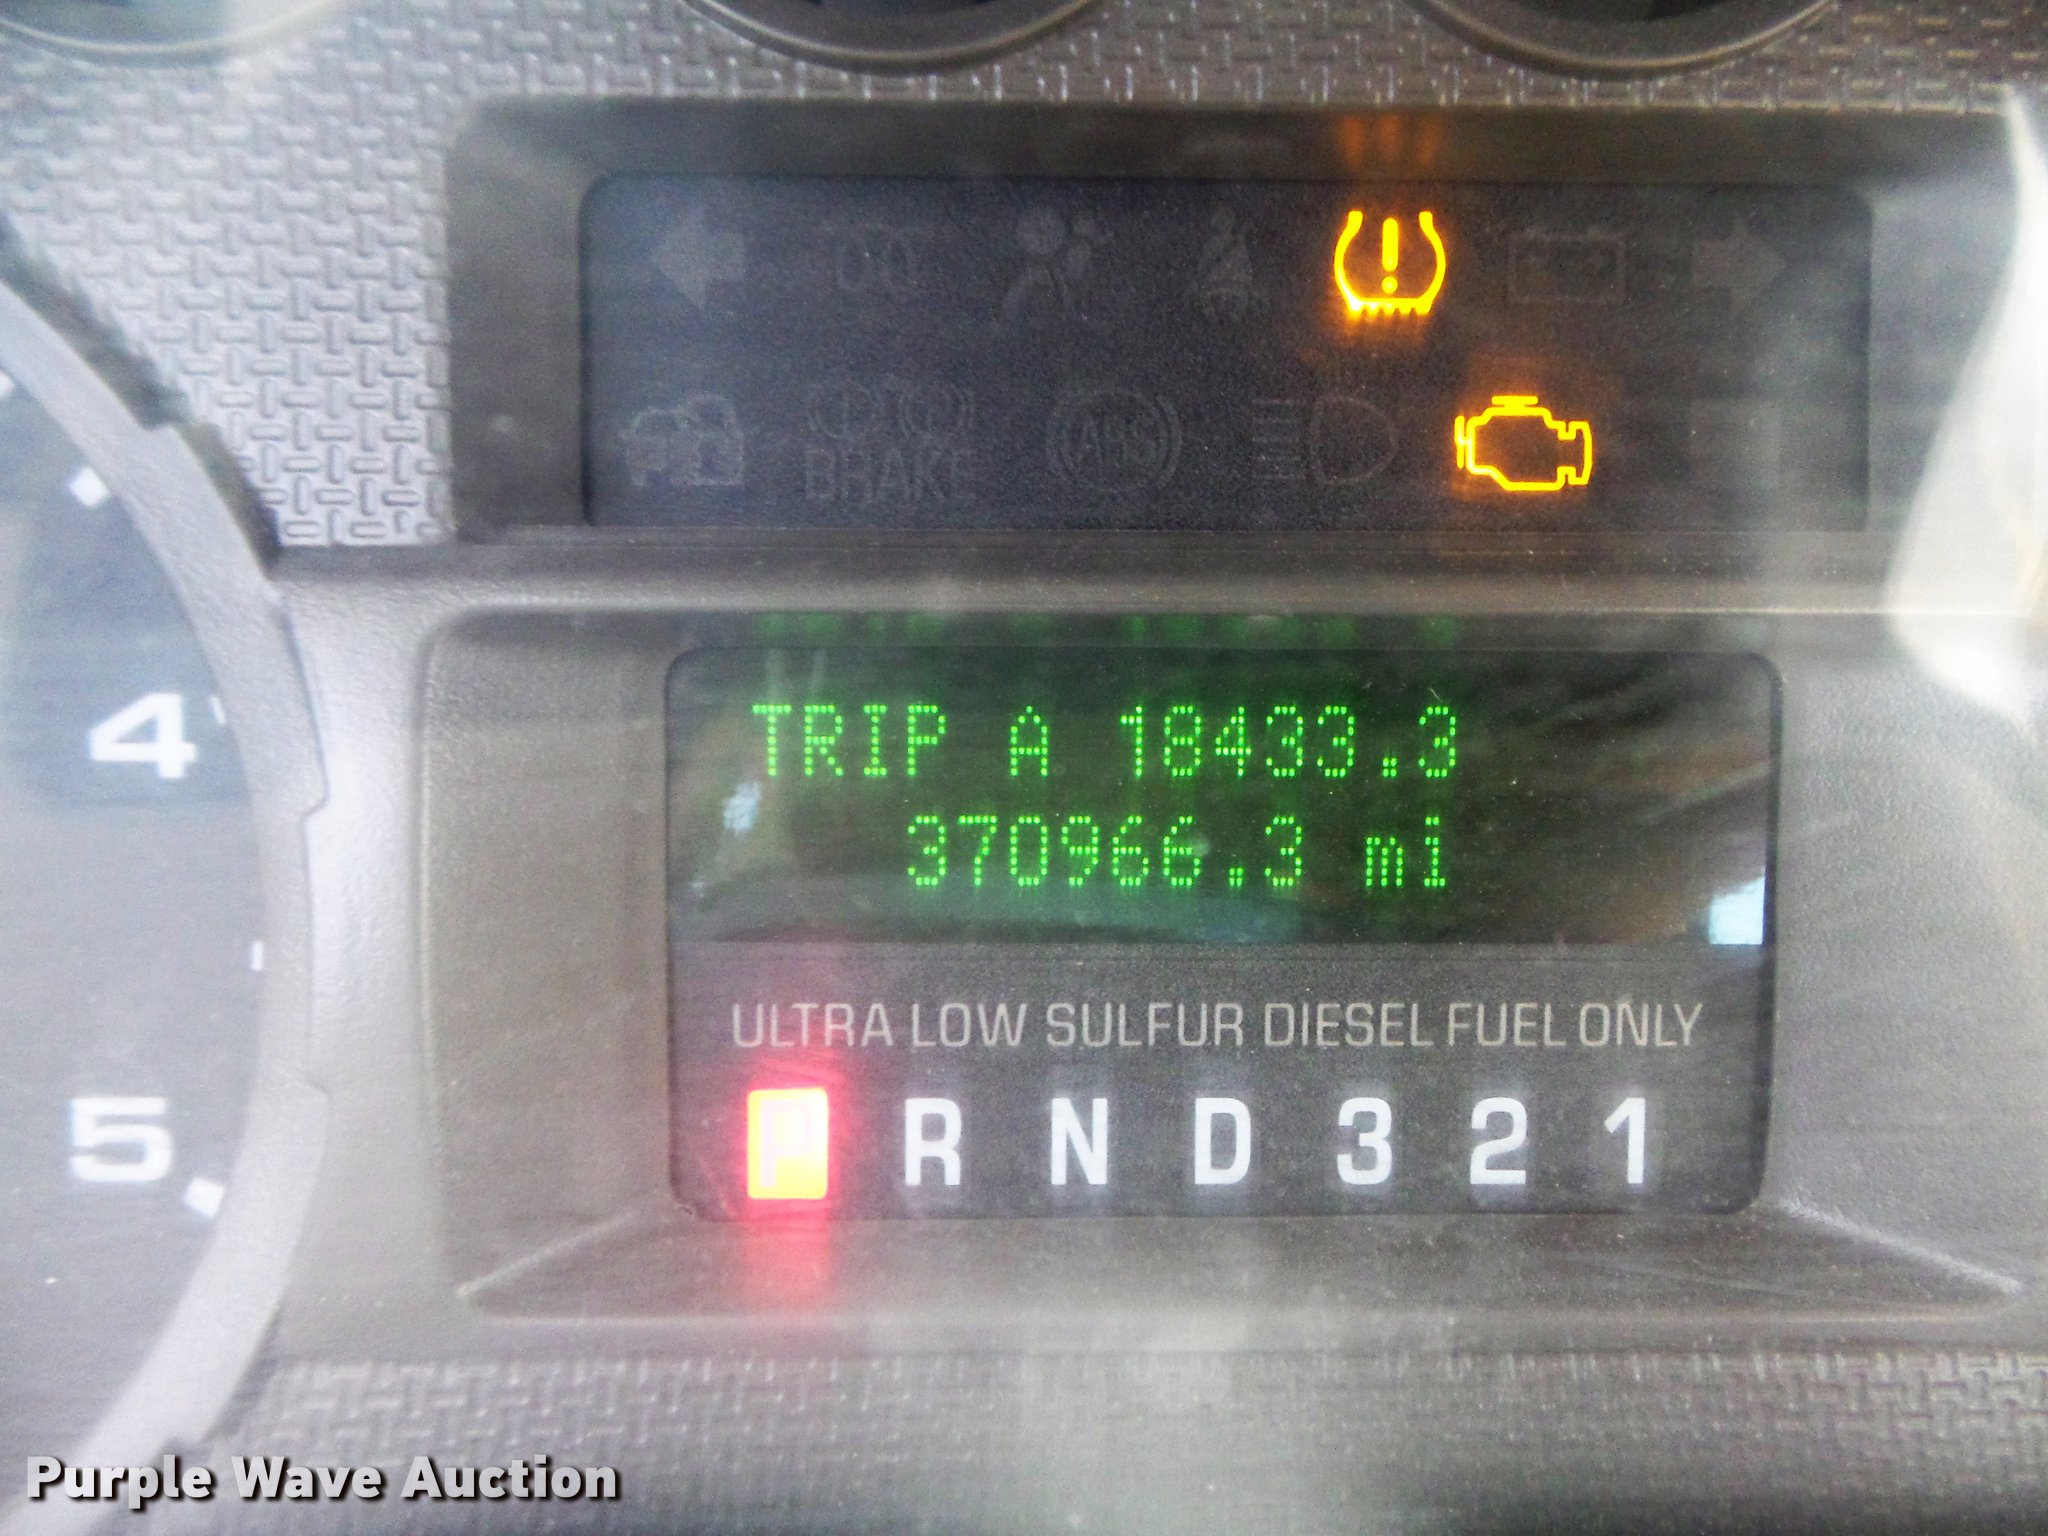 BRAKE
ABS
TRIP A 18433.3
370966.3 mi
ULTRA LOW SULFUR DIESEL FUEL ONLY
P R N D 3 2 1
4
5
Purple Wave Auction